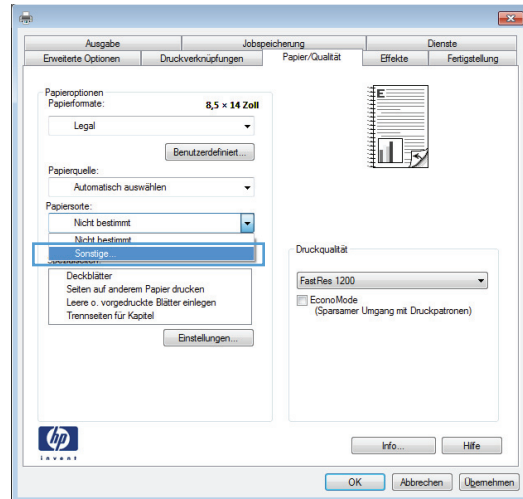 Ausgabe
Jobspeicherung
Dienste
Erweiterte Optionen
Druckverknüpfungen
Papier/Qualität
Effekte
Fertigstellung
Papieroptionen
Papierformate:
8,5 × 14 Zoll
Legal
Benutzerdefiniert...
Papierquelle:
Automatisch auswählen
Papiersorte:
Nicht bestimmt
Nicht bestimmt
Sonstige...
Spezialseiten:
Deckblätter
Seiten auf anderem Papier drucken
Leere o. vorgedruckte Blätter einlegen
Trennseiten für Kapitel
Einstellungen...
E
Druckqualität
FastRes 1200
EconoMode
(Sparsamer Umgang mit Druckpatronen)
hp
invent
Info...
Hilfe
OK
Abbrechen
Übernehmen